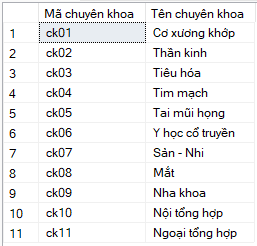 Mã chuyên khoa Tên chuyên khoa
1 ck01 Cơ xương khớp
2 ck02 Thần kinh
3 ck03 Tiêu hóa
4 ck04 Tim mạch
5 ck05 Tai mũi họng
6 ck06 Y học cổ truyền
7 ck07 Sản - Nhi
8 ck08 Mắt
9 ck09 Nha khoa
10 ck10 Nội tổng hợp
11 ck11 Ngoại tổng hợp